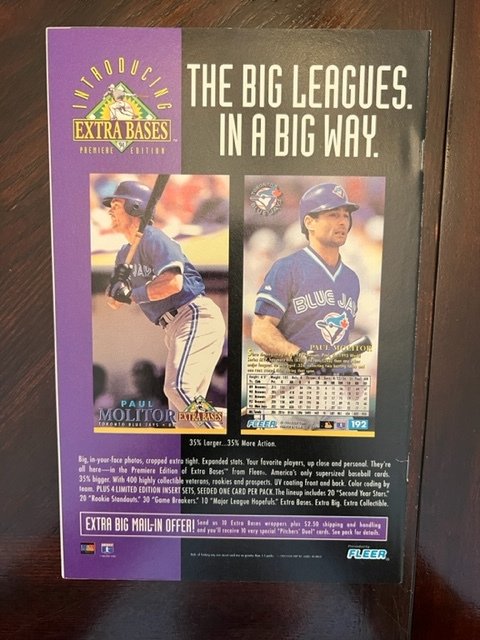 INTRODUCING
EXTRA BASES
'94
PREMIERE EDITION
THE BIG LEAGUES.
IN A BIG WAY.
TORONTO
BLUE JAYS
BLUE JAY
PAUL MOLITOR
PAUL
MOLITOR
TORONTO BLUE JAYS
EXTRA BASES
FLEER
192
35% Larger...35% More Action.
Big, in-your-face photos, cropped extra tight. Expanded stats. Your favorite players, up close and personal. They're
all here—in the Premiere Edition of Extra Bases™ from Fleer. America's only supersized baseball cards.
35% bigger. With 400 highly collectible veterans, rookies and prospects. UV coating front and back. Color coding by
team. PLUS 4 LIMITED EDITION INSERT SETS, SEEDED ONE CARD PER PACK. The lineup includes 20 "Second Year Stars."
20 "Rookie Standouts." 30 "Game Breakers." 10 "Major League Hopefuls." Extra Bases. Extra Big. Extra Collectible.
EXTRA BIG MAIL-IN OFFER!
Send us 10 Extra Bases wrappers plus $2.50 shipping and handling
and you'll receive 10 very special "Pitchers' Duel" cards. See pack for details.
FLEER